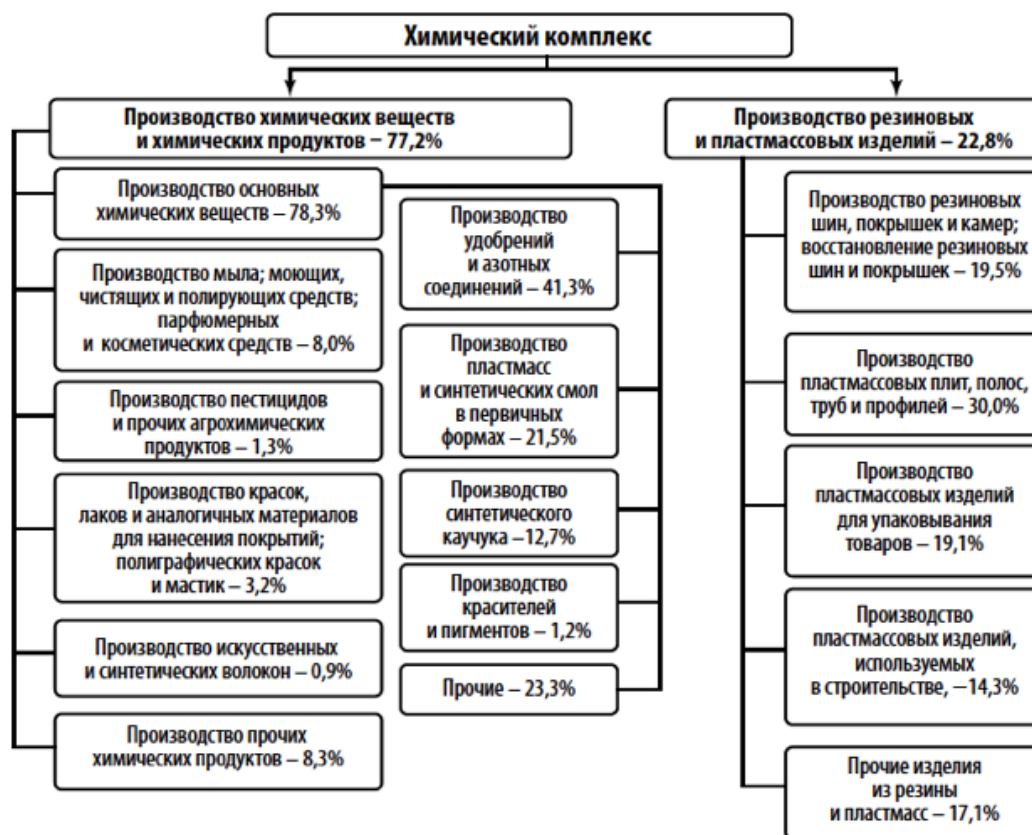 Химический комплекс
Производство химических веществ
и химических продуктов – 77,2%
Производство основных
химических веществ – 78,3%
Производство мыла; моющих,
чистящих и полирующих средств;
парфюмерных
и косметических средств – 8,0%
Производство пестицидов
и прочих агрохимических
продуктов – 1,3%
Производство красок,
лаков и аналогичных материалов
для нанесения покрытий;
полиграфических красок
и мастик – 3,2%
Производство искусственных
и синтетических волокон – 0,9%
Производство прочих
химических продуктов – 8,3%
Производство
удобрений
и азотных
соединений – 41,3%
Производство
пластмасс
и синтетических смол
в первичных
формах – 21,5%
Производство
синтетического
каучука –12,7%
Производство
красителей
и пигментов – 1,2%
Прочие – 23,3%
Производство резиновых
и пластмассовых изделий – 22,8%
Производство резиновых
шин, покрышек и камер;
восстановление резиновых
шин и покрышек – 19,5%
Производство
пластмассовых плит, полос,
труб и профилей – 30,0%
Производство
пластмассовых изделий
для упаковывания
товаров – 19,1%
Производство
пластмассовых изделий,
используемых
в строительстве, –14,3%
Прочие изделия
из резины
и пластмасс – 17,1%